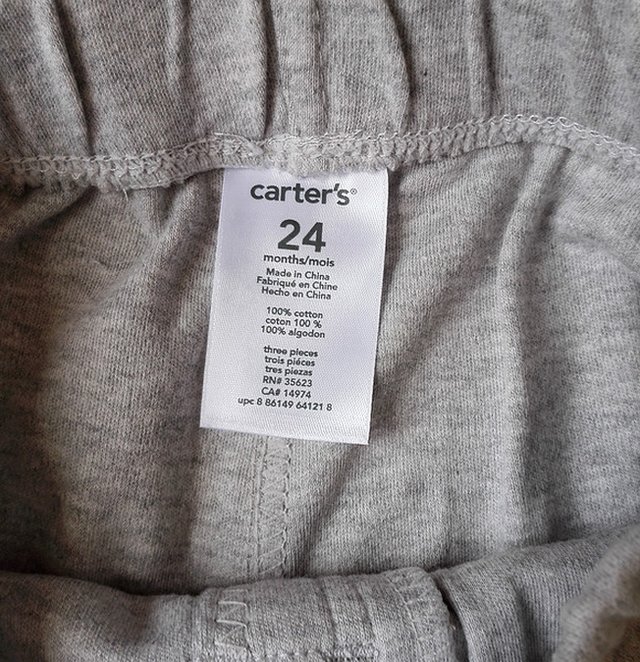 carter's®
24
months/mois
Made in China
Fabriqué en Chine
Hecho en China
100% cotton
coton 100 %
100% algodon
three pieces
trois piéces
tres piezas
RN# 35623
CA# 14974
upc 8 86149 64121 8